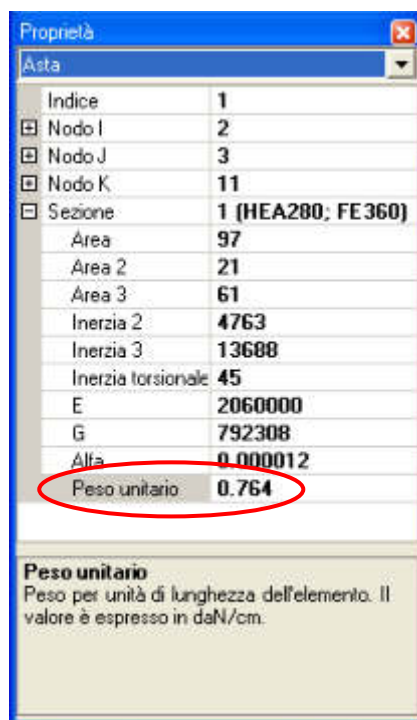 Proprietà
Asta
Indice 1
Nodo I 2
Nodo J 3
Nodo K 11
Sezione 1 (HEA280; FE360)
Area 97
Area 2 21
Area 3 61
Inerzia 2 4763
Inerzia 3 13688
Inerzia torsionale 45
E 2060000
G 792308
Alfa 0.000012
Peso unitario 0.764
Peso unitario
Peso per unità di lunghezza dell'elemento. Il
valore è espresso in daN/cm.